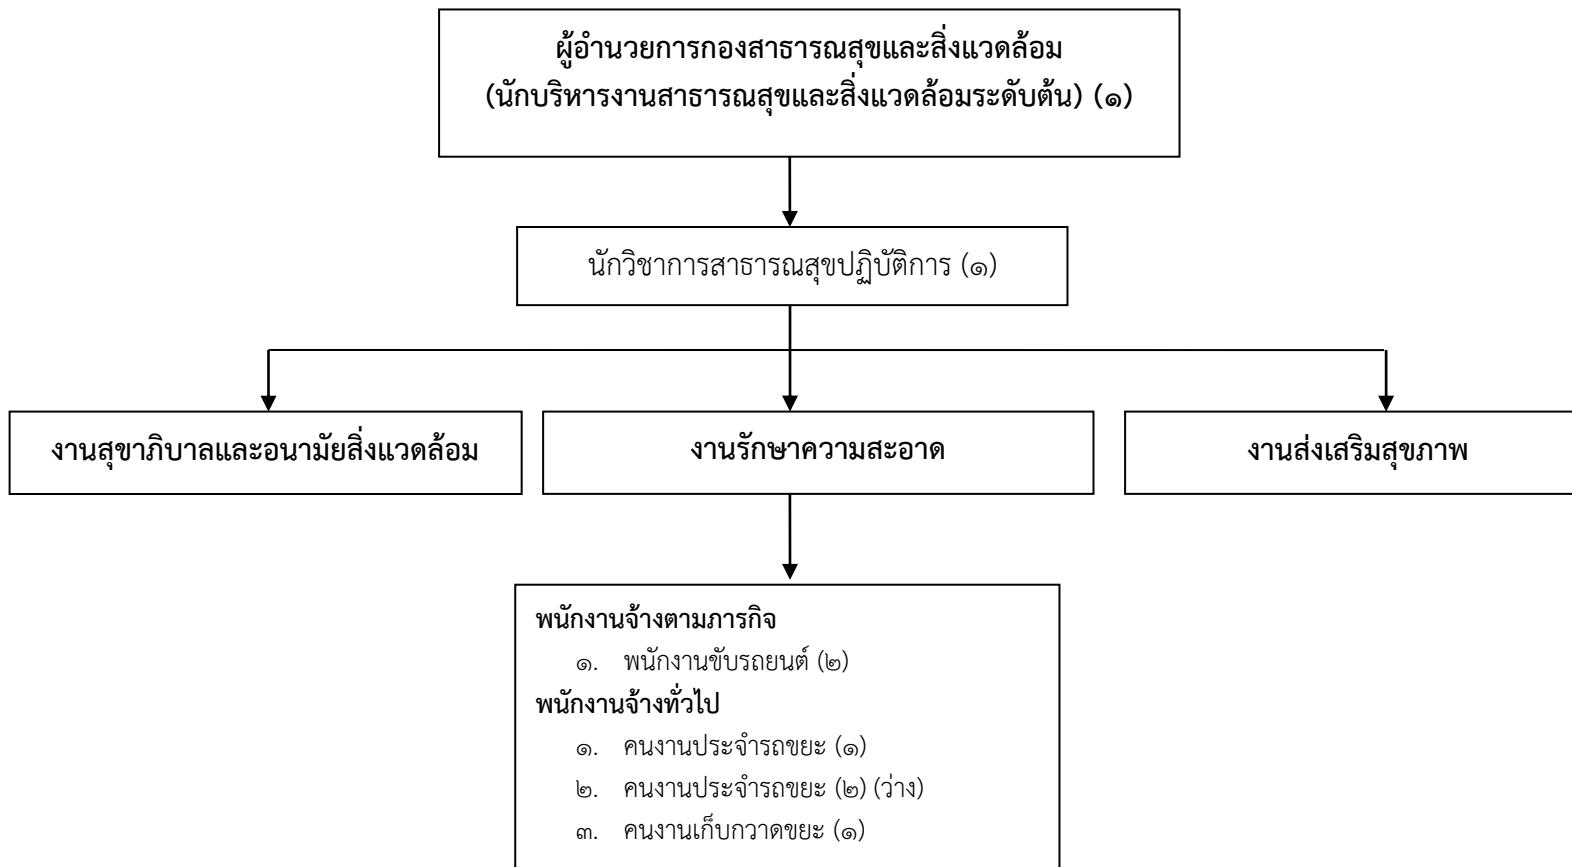 ผู้อำนวยการกองสาธารณสุขและสิ่งแวดล้อม
(นักบริหารงานสาธารณสุขและสิ่งแวดล้อมระดับต้น) (๑)
นักวิชาการสาธารณสุขปฏิบัติการ (๑)
งานสุขาภิบาลและอนามัยสิ่งแวดล้อม
งานรักษาความสะอาด
งานส่งเสริมสุขภาพ
พนักงานจ้างตามภารกิจ
๑. พนักงานขับรถยนต์ (๒)
พนักงานจ้างทั่วไป
๑. คนงานประจำรถขยะ (๑)
๒. คนงานประจำรถขยะ (๒) (ว่าง)
๓. คนงานเก็บกวาดขยะ (๑)